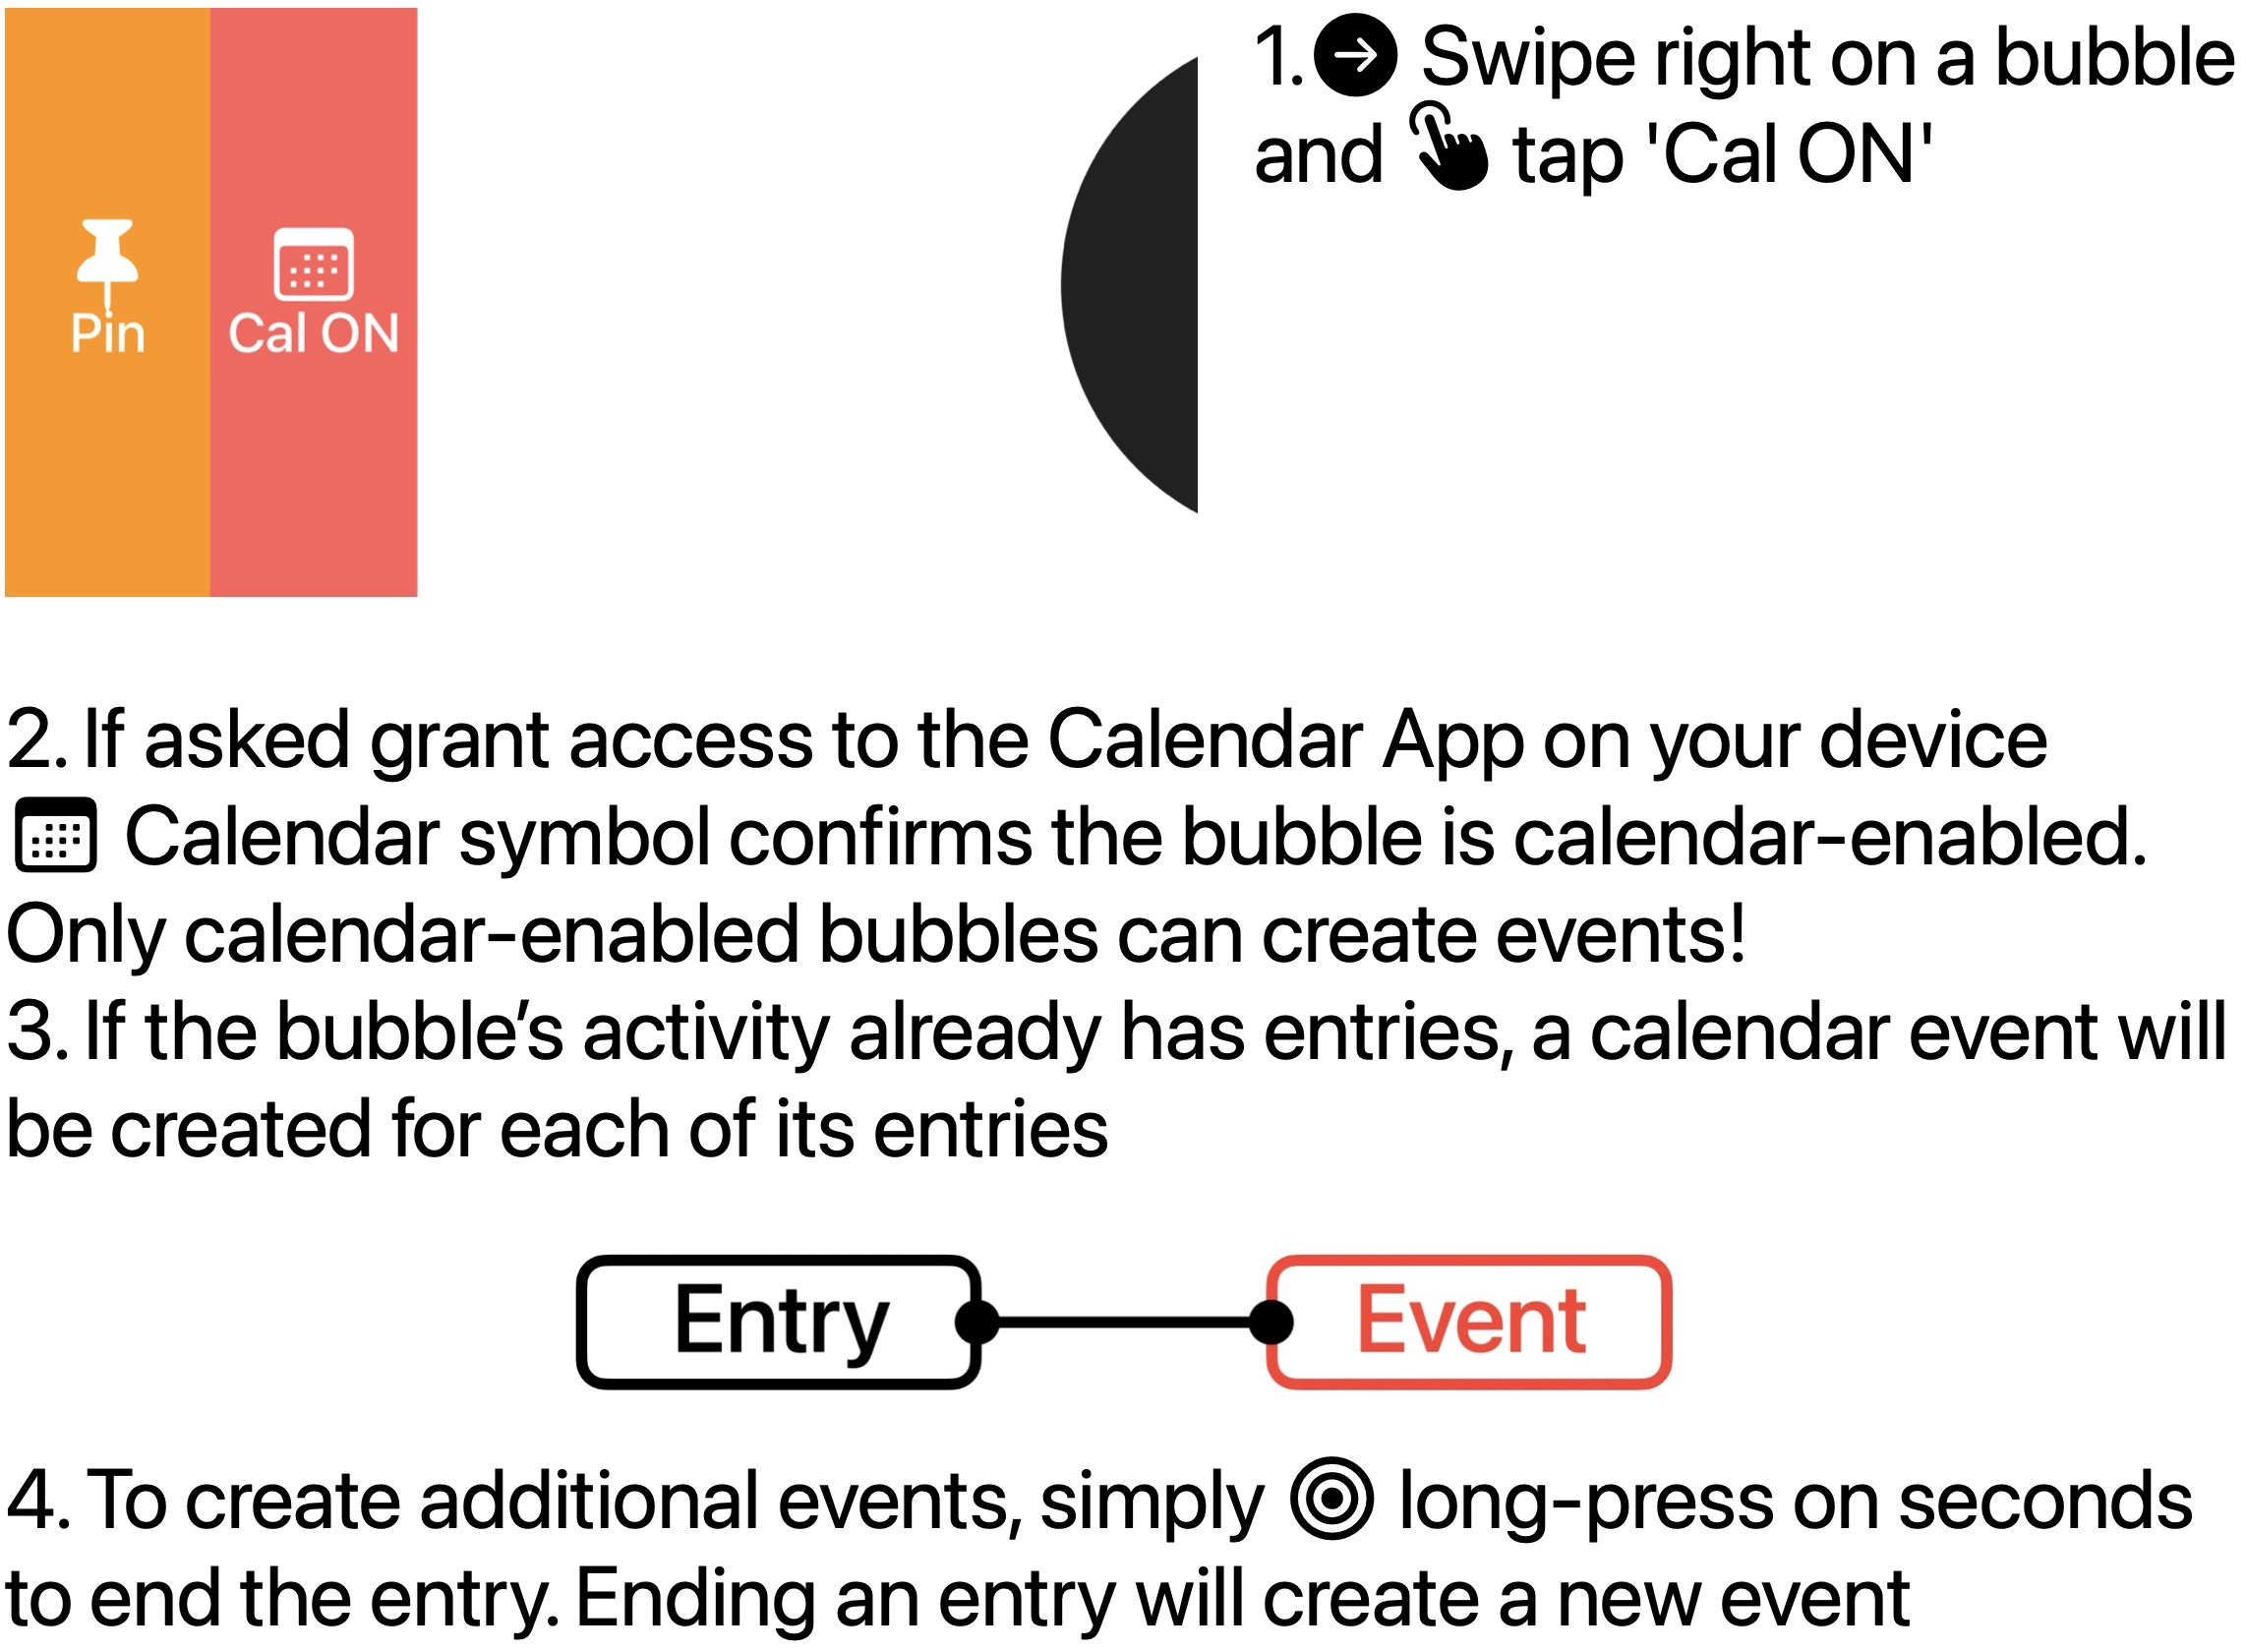 Pin
Cal ON
1. Swipe right on a bubble
and tap 'Cal ON'
2. If asked grant access to the Calendar App on your device
Calendar symbol confirms the bubble is calendar-enabled.
Only calendar-enabled bubbles can create events!
3. If the bubble’s activity already has entries, a calendar event will
be created for each of its entries
Entry
Event
4. To create additional events, simply long-press on seconds
to end the entry. Ending an entry will create a new event